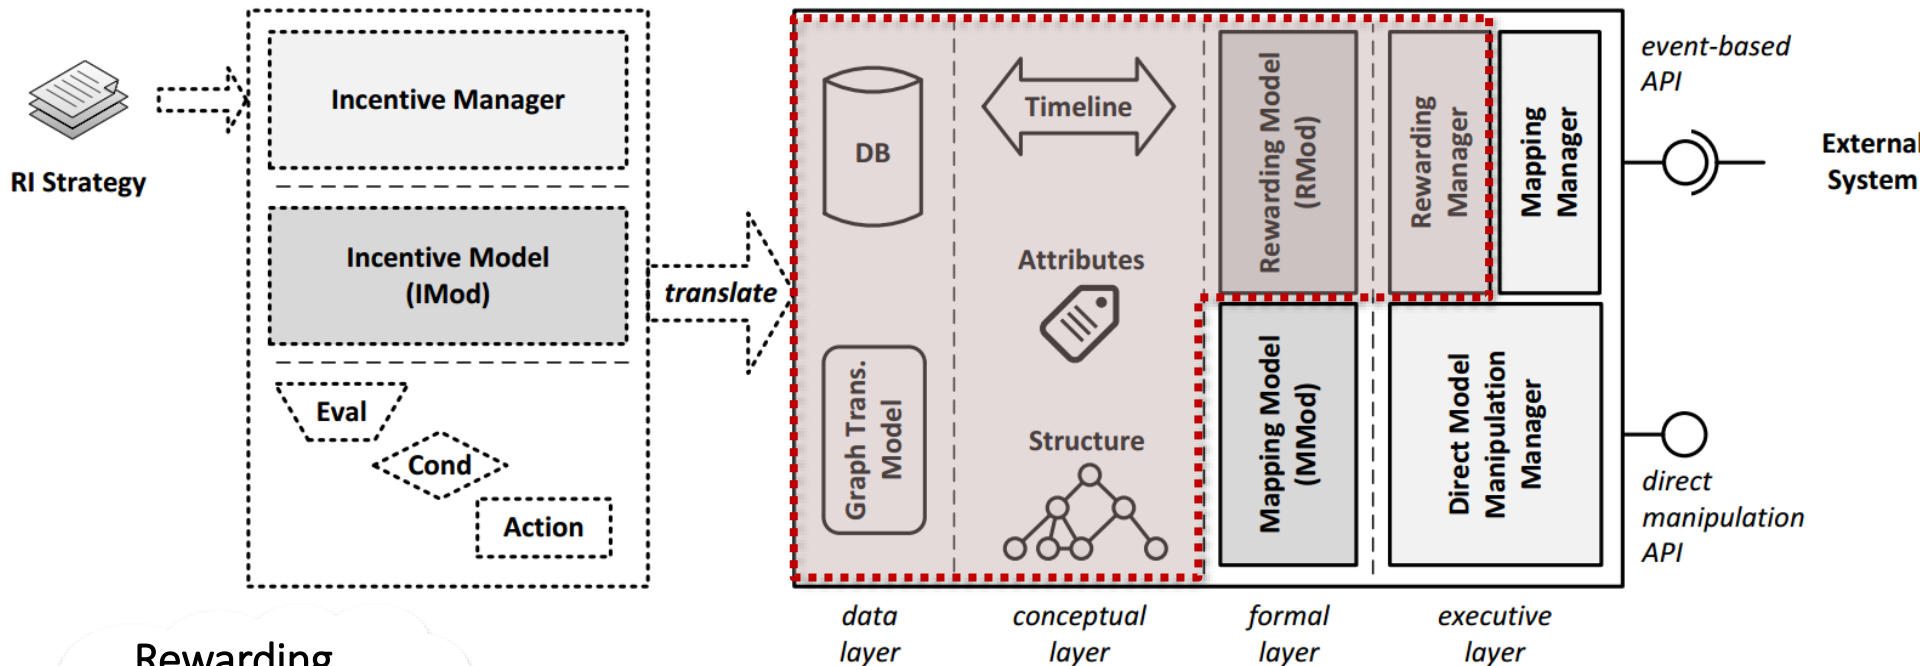 RI Strategy
Incentive Manager
Incentive Model
(IMod)
Eval
Cond
Action
translate
DB
Graph Trans.
Model
Timeline
Attributes
Structure
Rewarding Model
(RMod)
Mapping Model
(MMod)
Rewarding
Manager
Mapping
Manager
Direct Model
Manipulation
Manager
event-based
API
External
System
direct
manipulation
API
data
layer
conceptual
layer
formal
layer
executive
layer
Rewarding